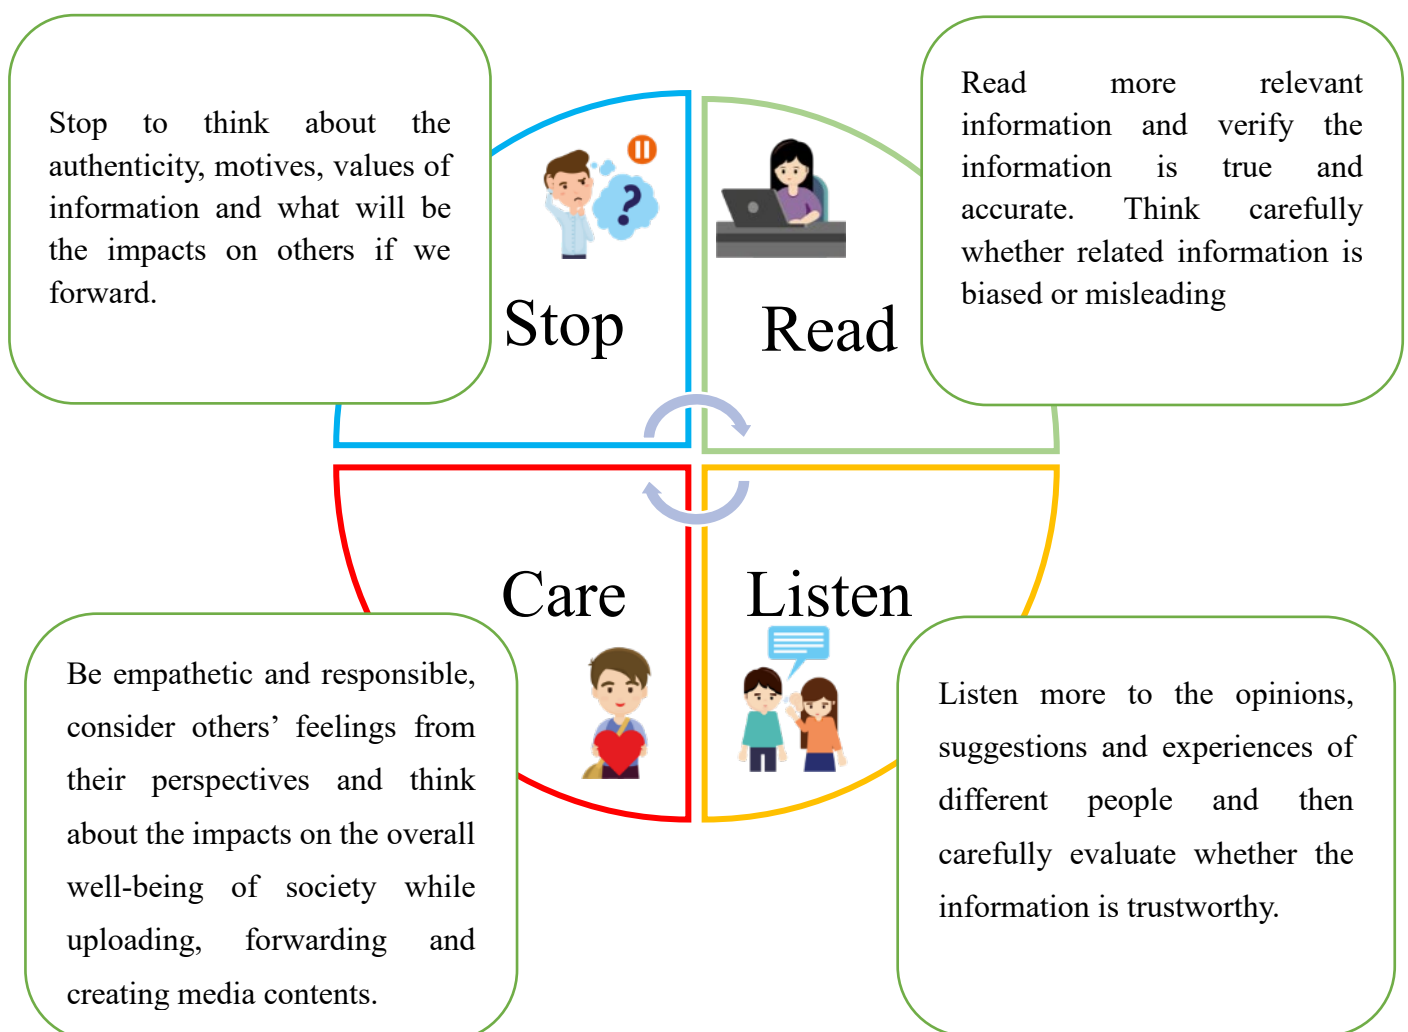 Stop to think about the
authenticity, motives, values of
information and what will be
the impacts on others if we
forward.
Stop
Read more relevant
information and verify the
information is true and
accurate. Think carefully
whether related information is
biased or misleading
Read
Care
Be empathetic and responsible,
consider others’ feelings from
their perspectives and think
about the impacts on the overall
well-being of society while
uploading, forwarding and
creating media contents.
Listen
Listen more to the opinions,
suggestions and experiences of
different people and then
carefully evaluate whether the
information is trustworthy.
?